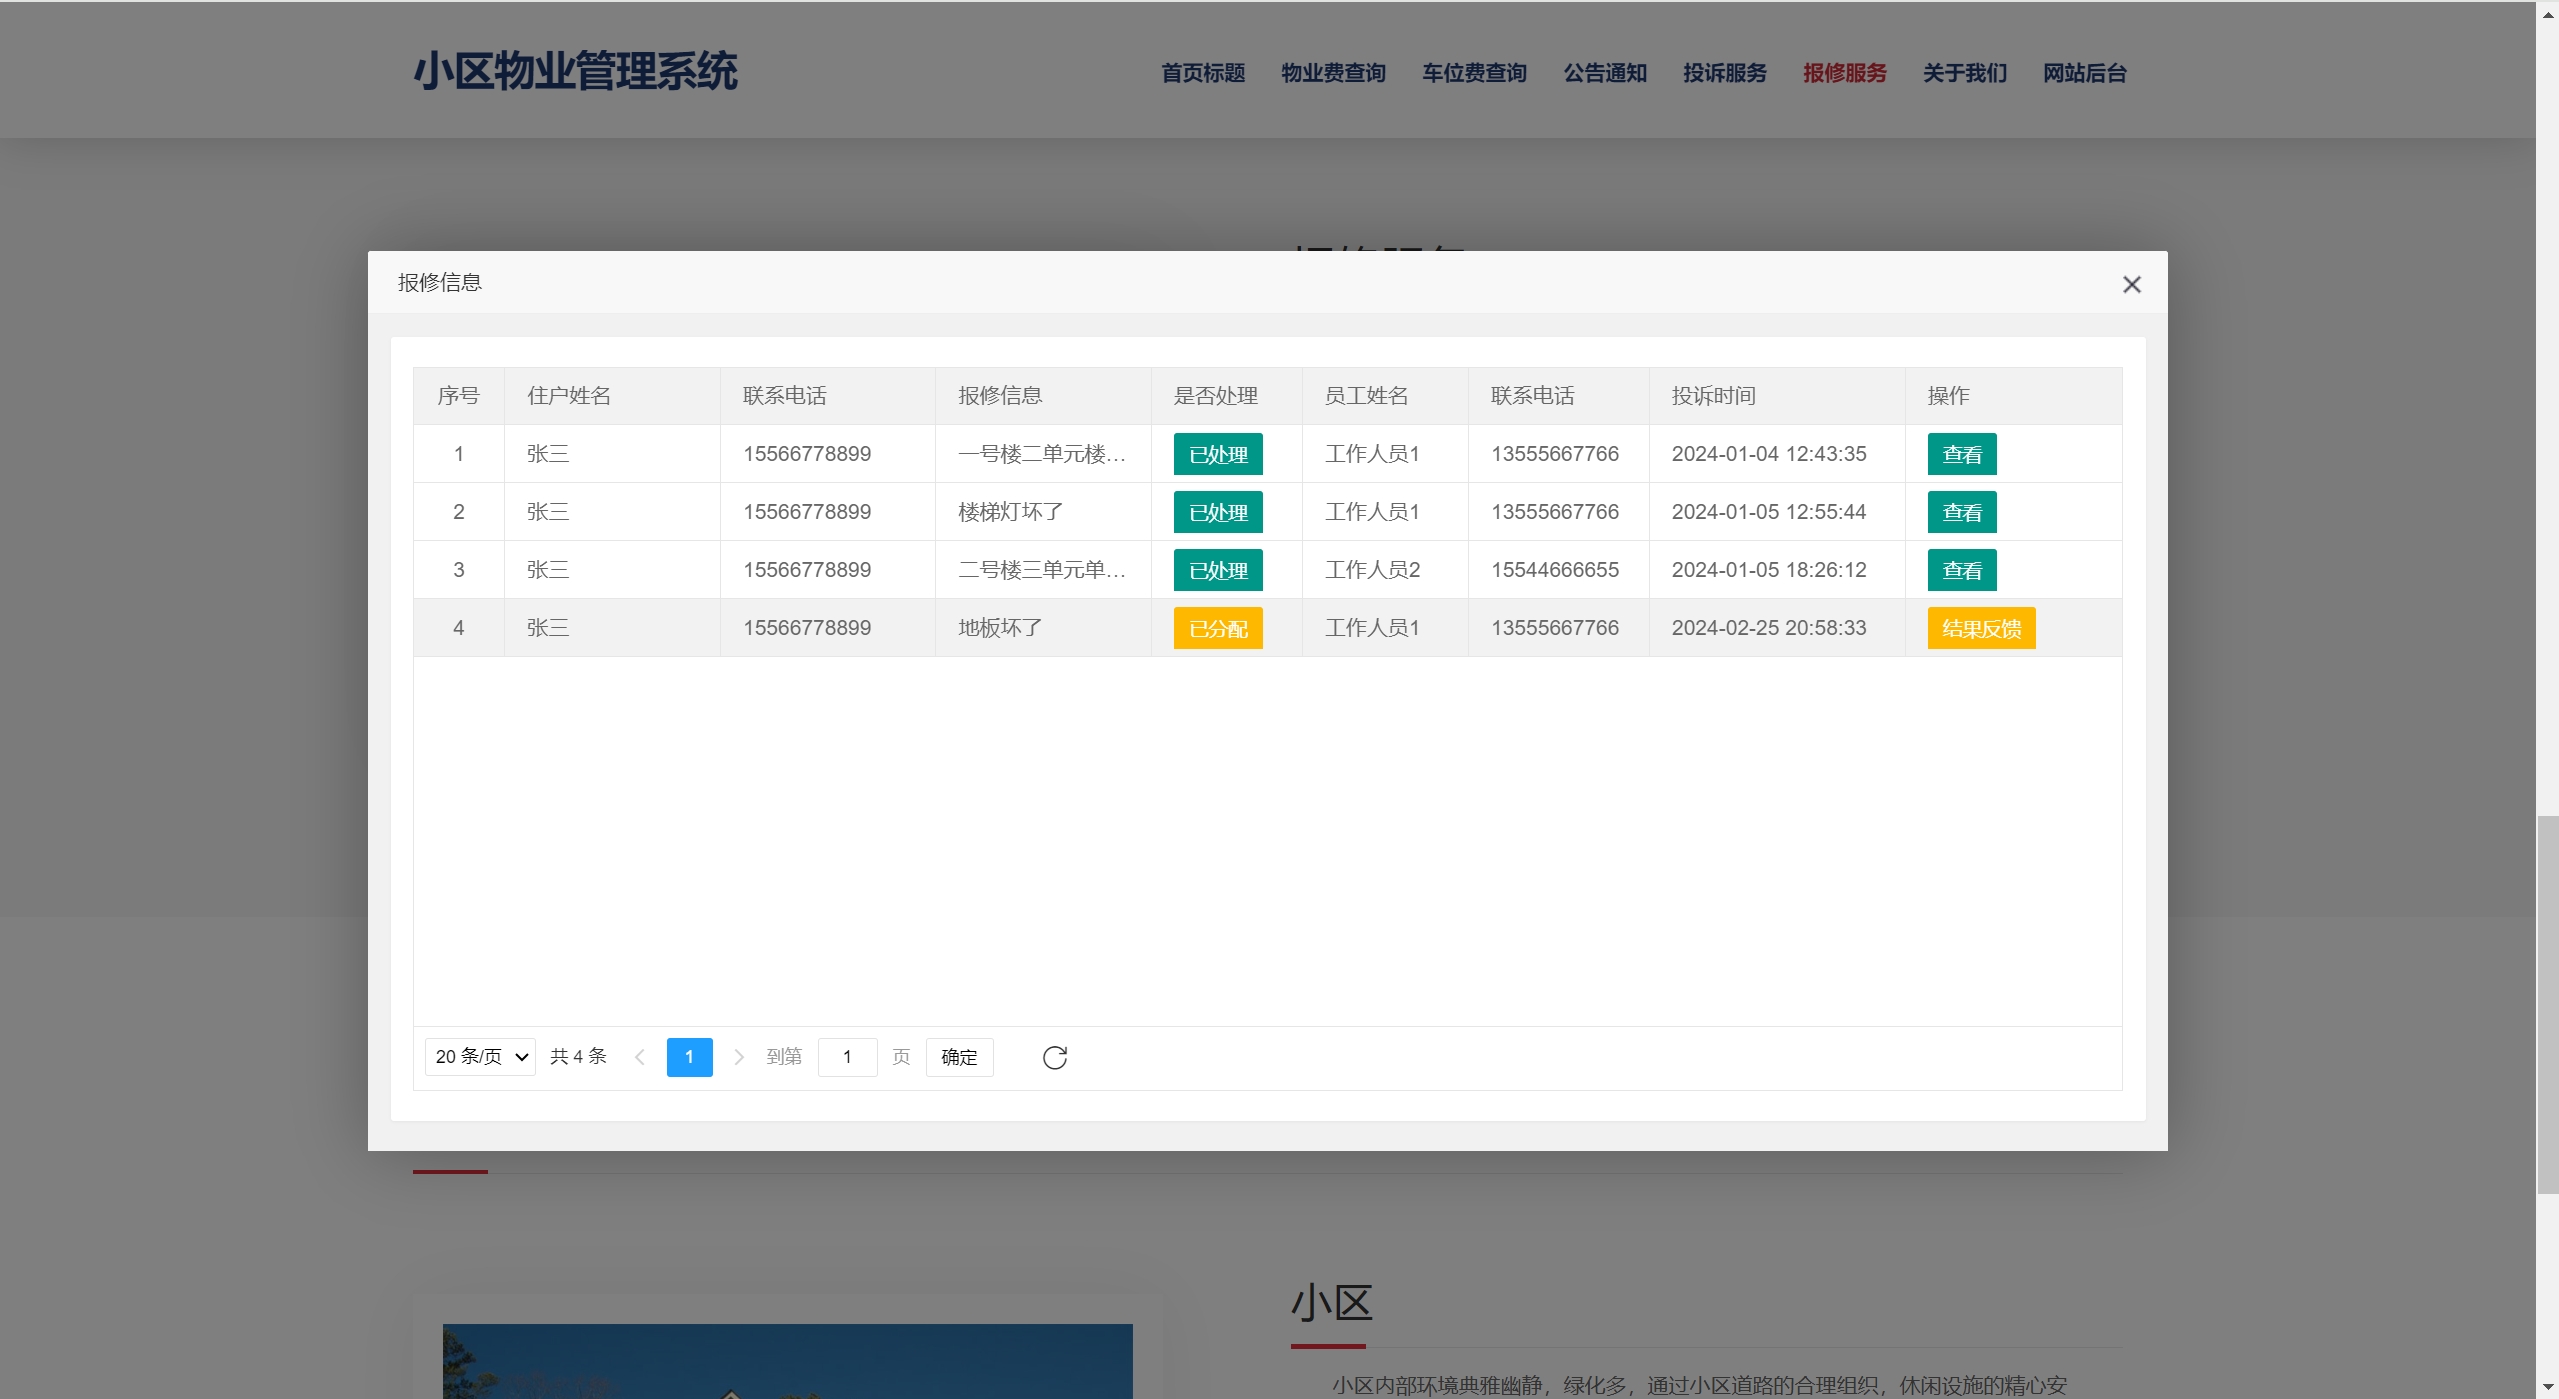 小区物业管理系统
首页标题 物业费查询 车位费查询 公告通知 投诉服务 报修服务 关于我们 网站后台
报修信息
序号 住户姓名 联系电话 报修信息 是否处理 员工姓名 联系电话 投诉时间 操作
1 张三 15566778899 一号楼二单元楼… 已处理 工作人员1 13555667766 2024-01-04 12:43:35 查看
2 张三 15566778899 楼梯灯坏了 已处理 工作人员1 13555667766 2024-01-05 12:55:44 查看
3 张三 15566778899 二号楼三单元单… 已处理 工作人员2 15544666655 2024-01-05 18:26:12 查看
4 张三 15566778899 地板坏了 已分配 工作人员1 13555667766 2024-02-25 20:58:33 结果反馈
20 条/页 共 4 条 1 到第 1 页 确定
小区
小区内部环境典雅幽静，绿化多，通过小区道路的合理组织，休闲设施的精心安